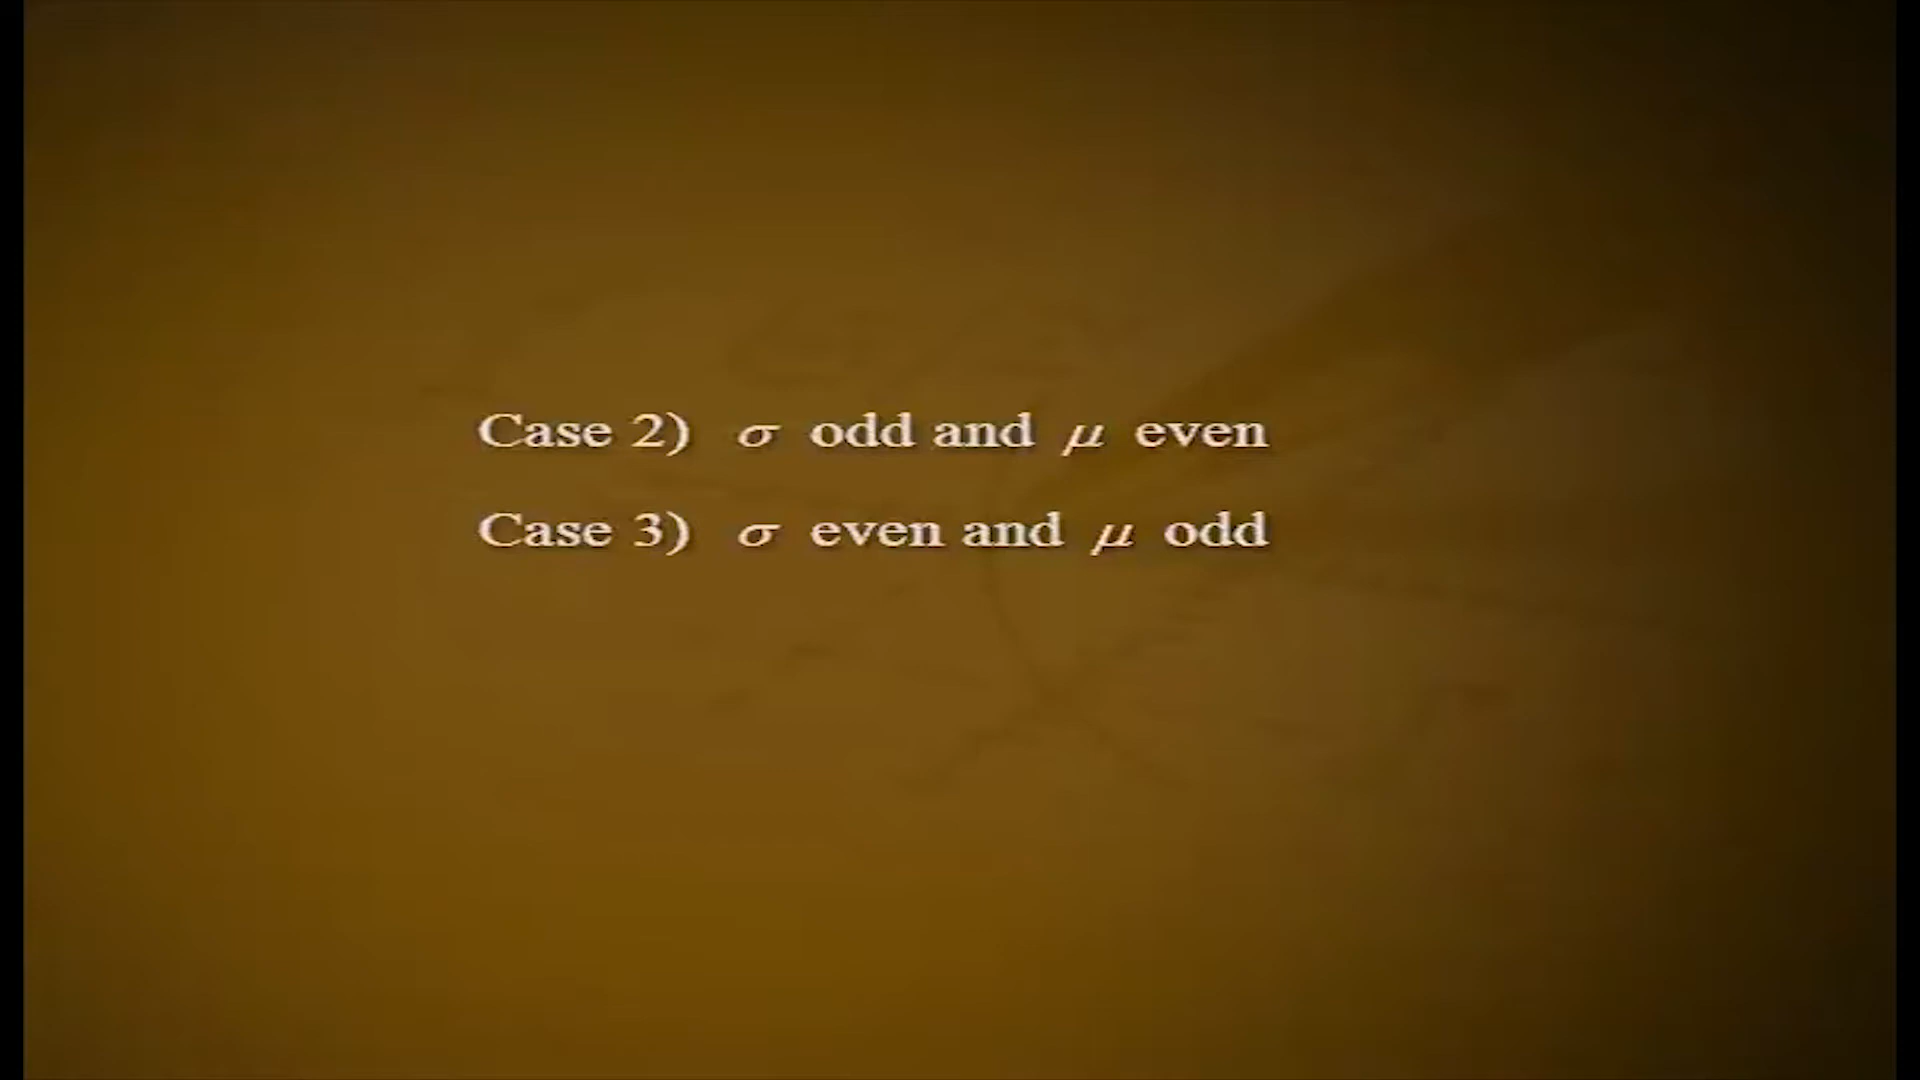 Case 2) σ odd and μ even
Case 3) σ even and μ odd